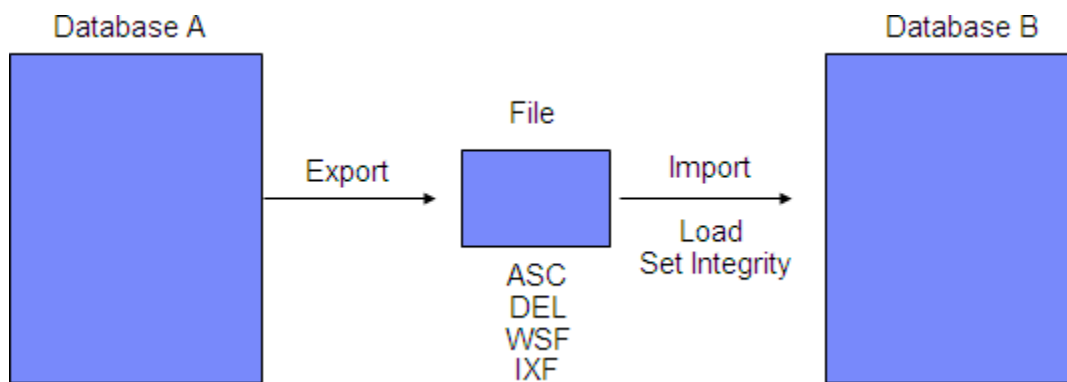 Database A
Database B
File
Export
Import
Load
Set Integrity
ASC
DEL
WSF
IXF